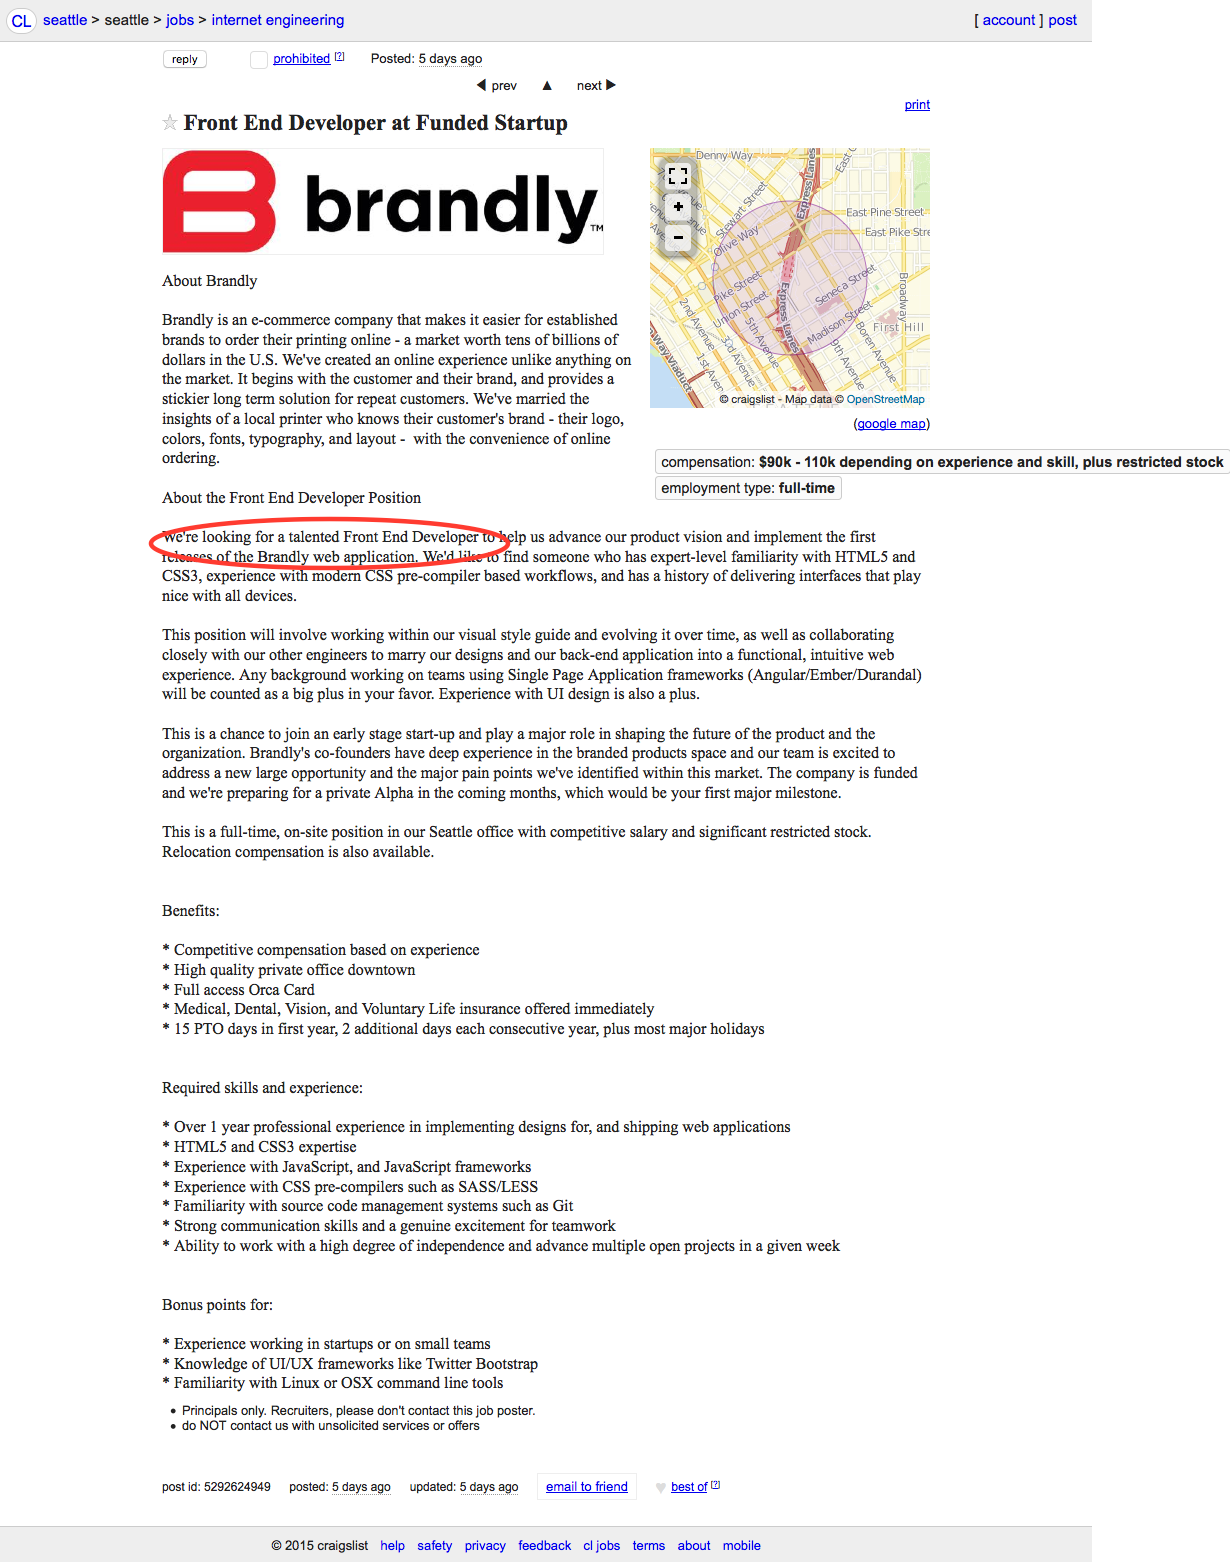 CL seattle > seattle > jobs > internet engineering [ account ] post
reply prohibited [?] Posted: 5 days ago
◀ prev ▲ next ▶
print
☆ Front End Developer at Funded Startup
brandly™
Denny Way
East Pine Street
East Pike Stre
Stewart Street
Olive Way
Express Lanes
Pike Street
Union Street
Seneca Street
Madison Street
Express Lanes
Broadway
First Hill
2nd Avenue
3rd Avenue
5th Avenue
1st Aven
9th Avenue
Boren Avenue
Way Viaduct
+
−
© craigslist - Map data © OpenStreetMap
(google map)
compensation: $90k - 110k depending on experience and skill, plus restricted stock
employment type: full-time
About Brandly
Brandly is an e-commerce company that makes it easier for established
brands to order their printing online - a market worth tens of billions of
dollars in the U.S. We've created an online experience unlike anything on
the market. It begins with the customer and their brand, and provides a
stickier long term solution for repeat customers. We've married the
insights of a local printer who knows their customer's brand - their logo,
colors, fonts, typography, and layout - with the convenience of online
ordering.
About the Front End Developer Position
We're looking for a talented Front End Developer to help us advance our product vision and implement the first
releases of the Brandly web application. We'd like to find someone who has expert-level familiarity with HTML5 and
CSS3, experience with modern CSS pre-compiler based workflows, and has a history of delivering interfaces that play
nice with all devices.
This position will involve working within our visual style guide and evolving it over time, as well as collaborating
closely with our other engineers to marry our designs and our back-end application into a functional, intuitive web
experience. Any background working on teams using Single Page Application frameworks (Angular/Ember/Durandal)
will be counted as a big plus in your favor. Experience with UI design is also a plus.
This is a chance to join an early stage start-up and play a major role in shaping the future of the product and the
organization. Brandly's co-founders have deep experience in the branded products space and our team is excited to
address a new large opportunity and the major pain points we've identified within this market. The company is funded
and we're preparing for a private Alpha in the coming months, which would be your first major milestone.
This is a full-time, on-site position in our Seattle office with competitive salary and significant restricted stock.
Relocation compensation is also available.
Benefits:
* Competitive compensation based on experience
* High quality private office downtown
* Full access Orca Card
* Medical, Dental, Vision, and Voluntary Life insurance offered immediately
* 15 PTO days in first year, 2 additional days each consecutive year, plus most major holidays
Required skills and experience:
* Over 1 year professional experience in implementing designs for, and shipping web applications
* HTML5 and CSS3 expertise
* Experience with JavaScript, and JavaScript frameworks
* Experience with CSS pre-compilers such as SASS/LESS
* Familiarity with source code management systems such as Git
* Strong communication skills and a genuine excitement for teamwork
* Ability to work with a high degree of independence and advance multiple open projects in a given week
Bonus points for:
* Experience working in startups or on small teams
* Knowledge of UI/UX frameworks like Twitter Bootstrap
* Familiarity with Linux or OSX command line tools
• Principals only. Recruiters, please don't contact this job poster.
• do NOT contact us with unsolicited services or offers
post id: 5292624949 posted: 5 days ago updated: 5 days ago email to friend ♥ best of [?]
© 2015 craigslist help safety privacy feedback cl jobs terms about mobile